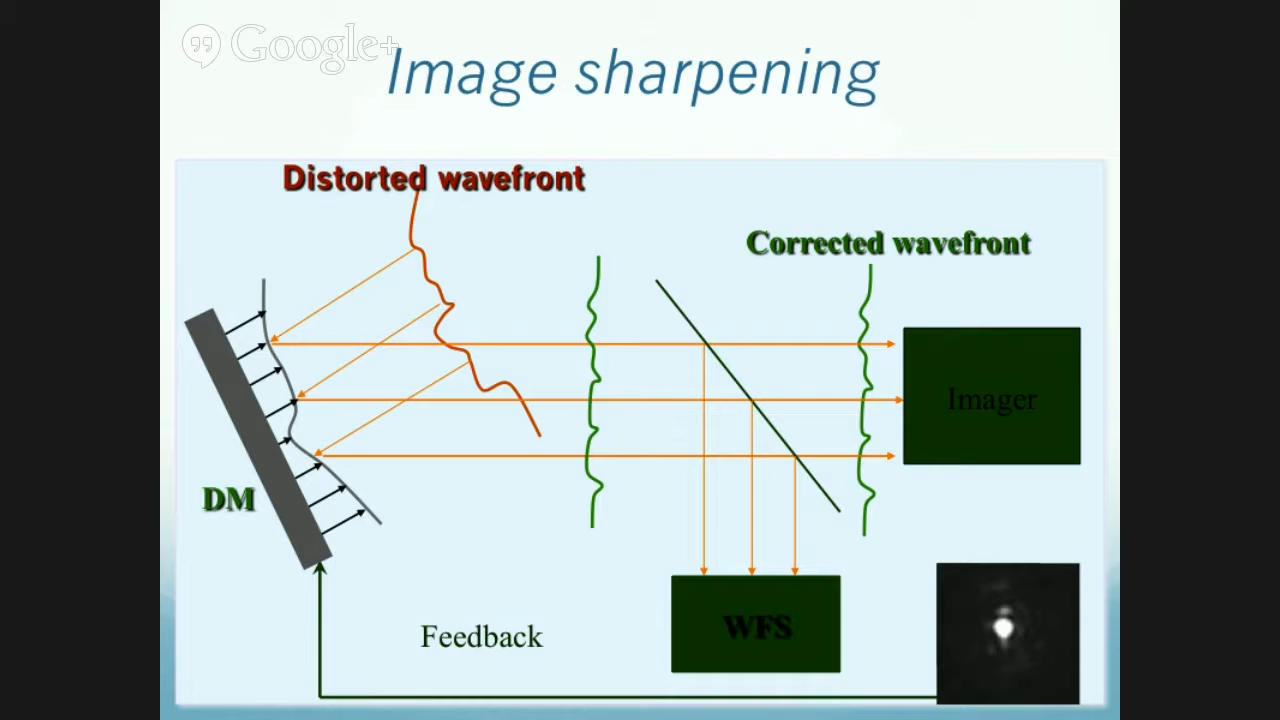 Google+
Image sharpening
Distorted wavefront
Corrected wavefront
Imager
DM
WFS
Feedback